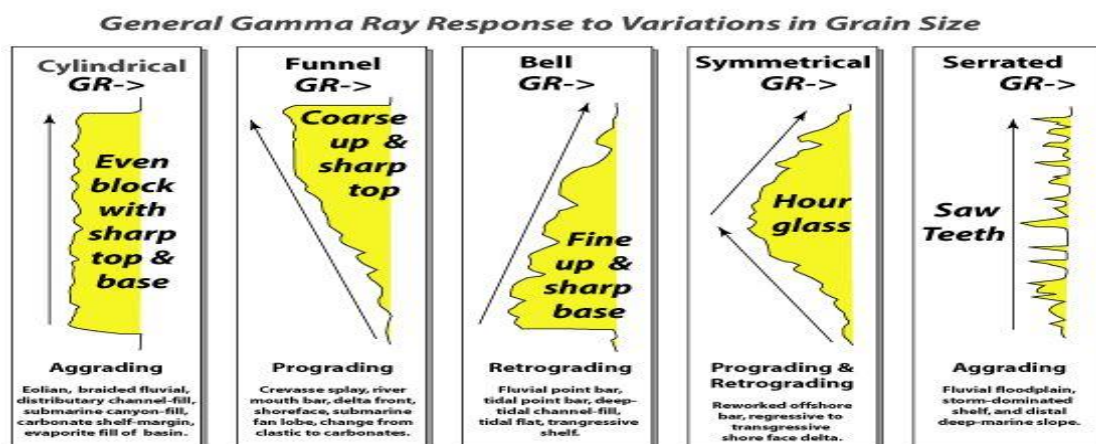 General Gamma Ray Response to Variations in Grain Size
Cylindrical
GR->
Even
block
with
sharp
top &
base
Aggrading
Eolian, braided fluvial,
distributary channel-fill,
submarine canyon-fill,
carbonate shelf-margin,
evaporite fill of basin.
Funnel
GR->
Coarse
up &
sharp
top
Prograding
Crevasse splay, river
mouth bar, delta front,
shoreface, submarine
fan lobe, change from
clastic to carbonates.
Bell
GR->
Fine
up &
sharp
base
Retrograding
Fluvial point bar,
tidal point bar, deep-
tidal channel-fill,
tidal flat, trangressive
shelf.
Symmetrical
GR->
Hour
glass
Prograding &
Retrograding
Reworked offshore
bar, regressive to
transgressive
shore face delta.
Serrated
GR->
Saw
Teeth
Aggrading
Fluvial floodplain,
storm-dominated
shelf, and distal
deep-marine slope.